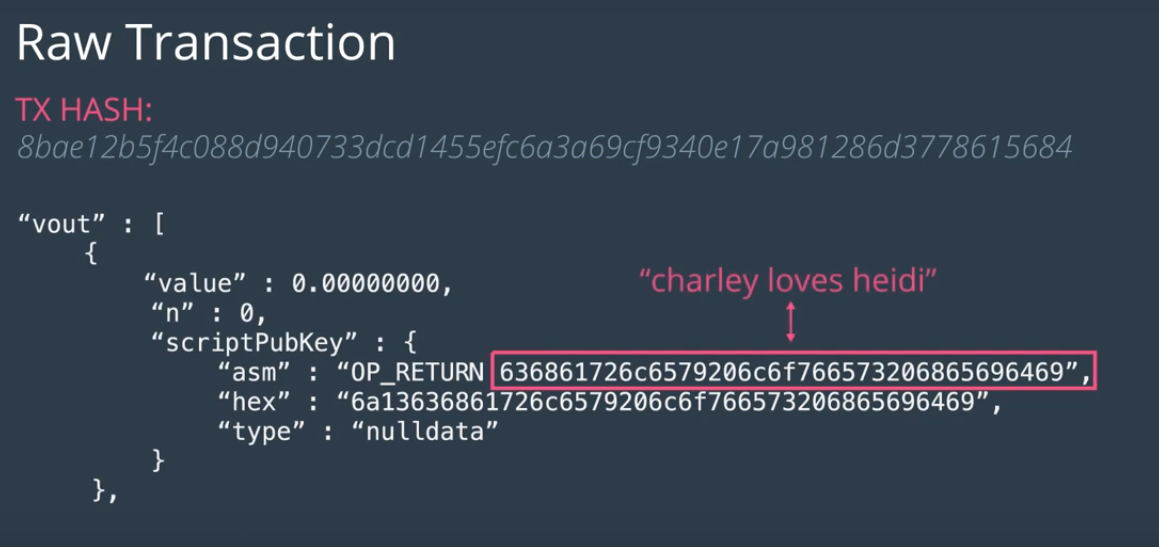 Raw Transaction
TX HASH:
8bae12b5f4c088d940733dcd1455efc6a3a69cf9340e17a981286d3778615684
“vout” : [
{
“value” : 0.00000000,
“charley loves heidi”
“n” : 0,
“scriptPubKey” : {
“asm” : “OP_RETURN 636861726c6579206c6f766573206865696469”,
“hex” : “6a13636861726c6579206c6f766573206865696469”,
“type” : “nulldata”
}
},